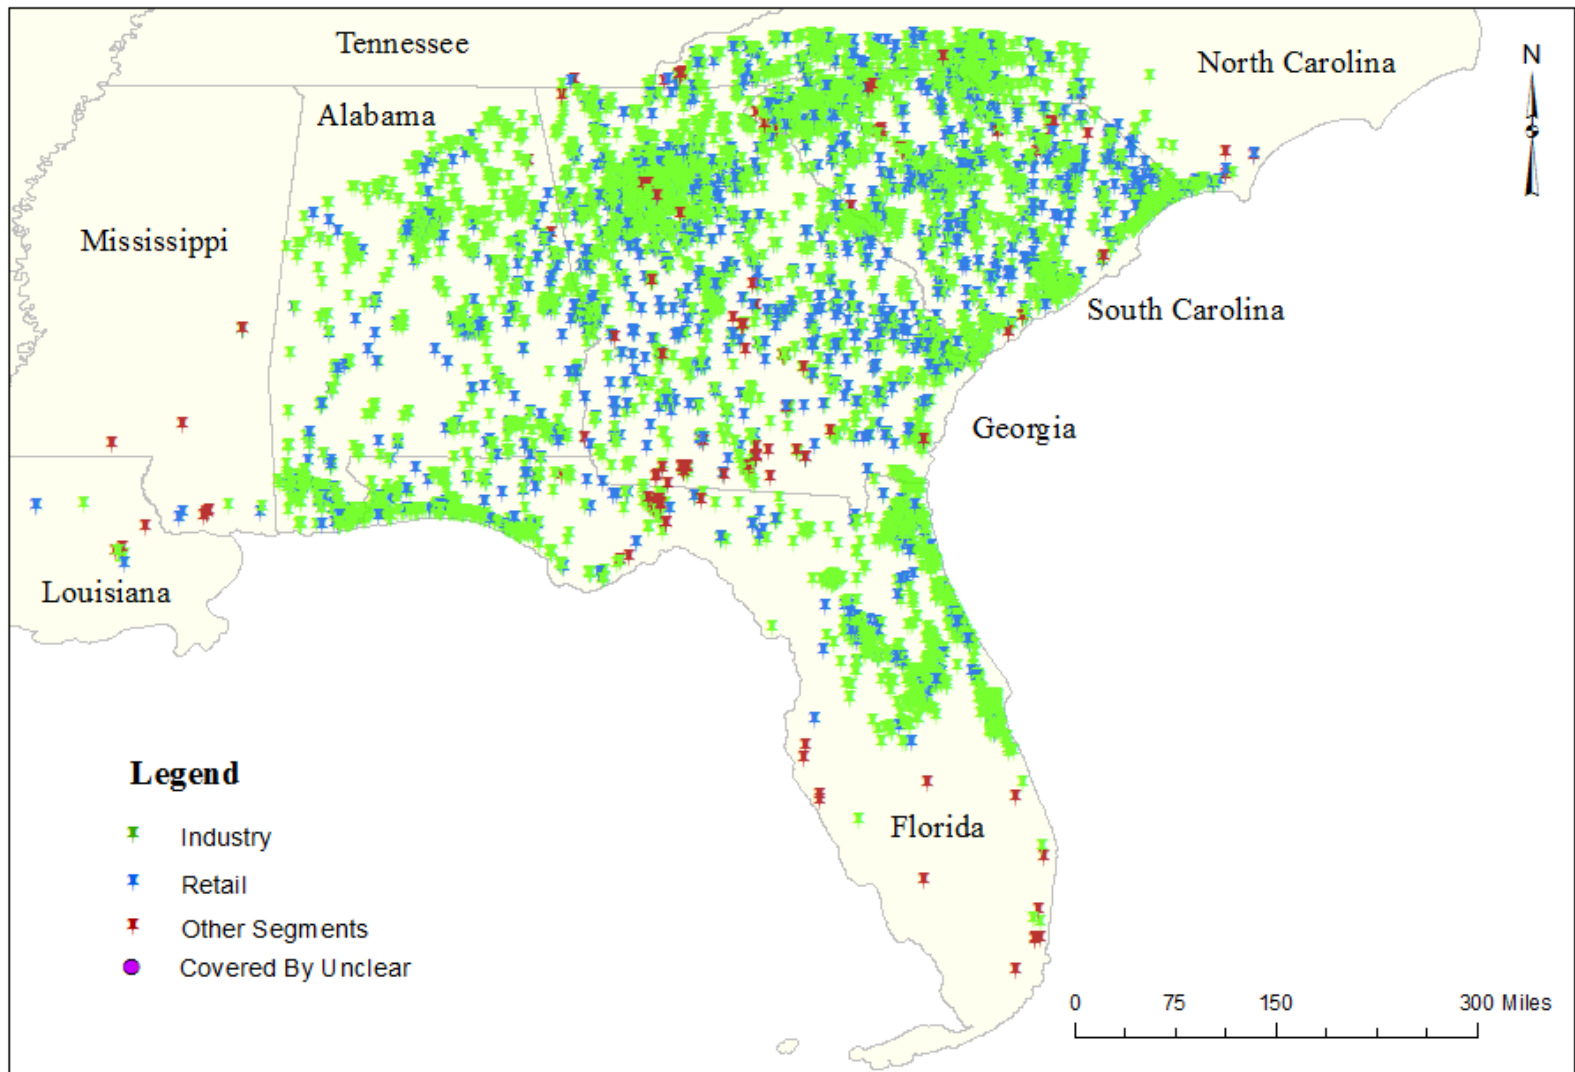 Tennessee
North Carolina
N
Alabama
Mississippi
South Carolina
Georgia
Louisiana
Legend
Industry
Retail
Other Segments
Covered By Unclear
Florida
0 75 150 300 Miles